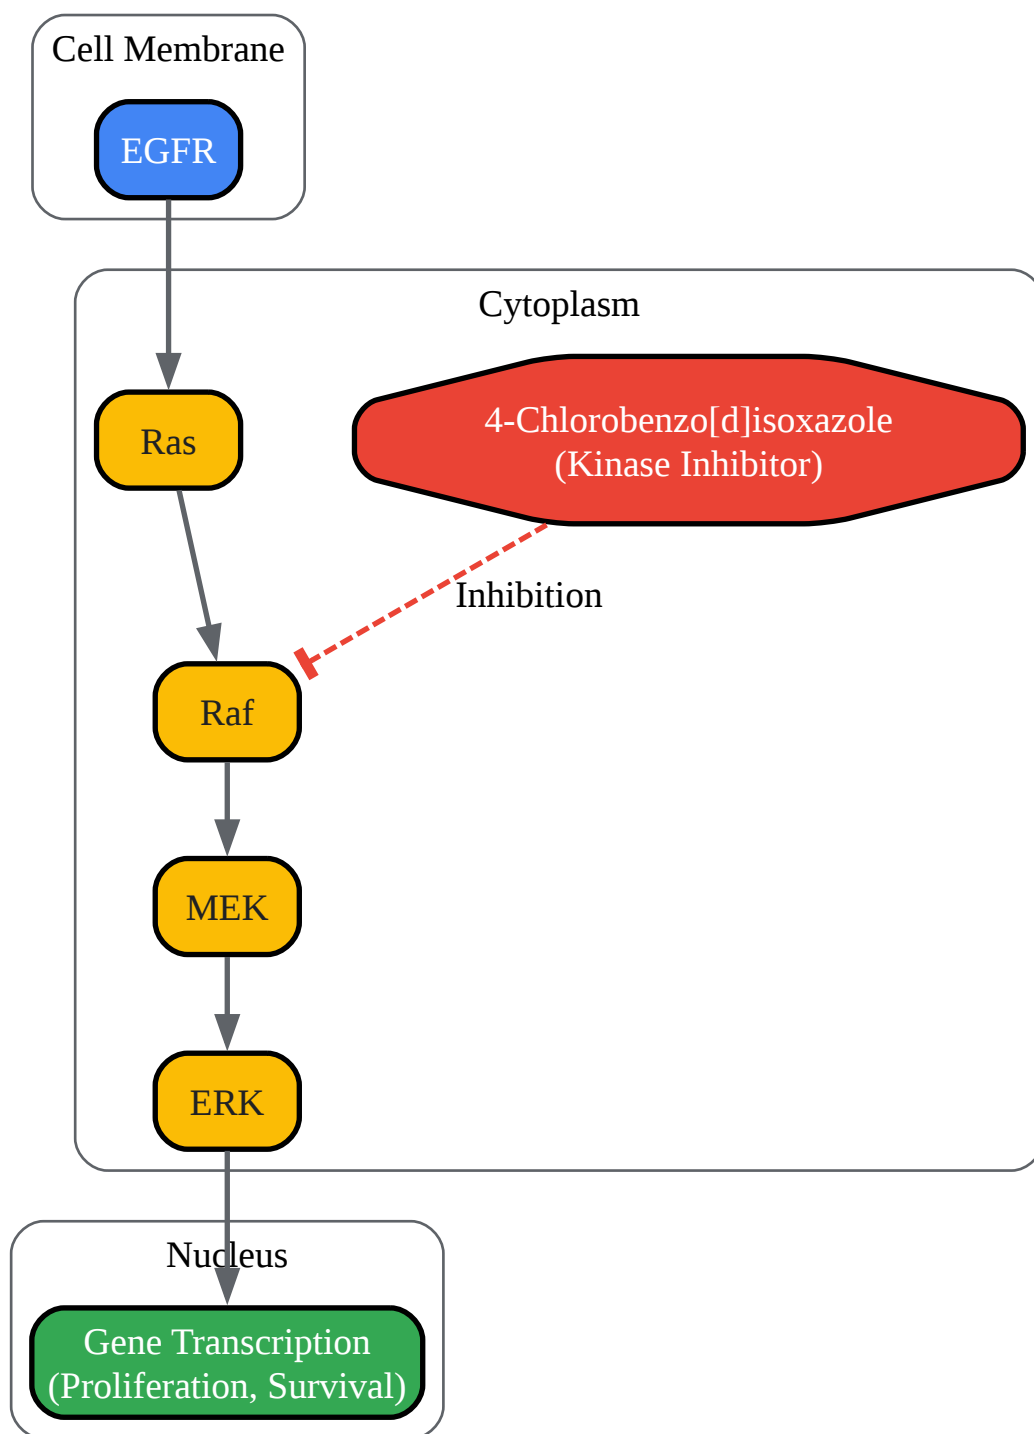 Cell Membrane
EGFR
Cytoplasm
Ras
4-Chlorobenzo[d]isoxazole
(Kinase Inhibitor)
Inhibition
Raf
MEK
ERK
Nucleus
Gene Transcription
(Proliferation, Survival)